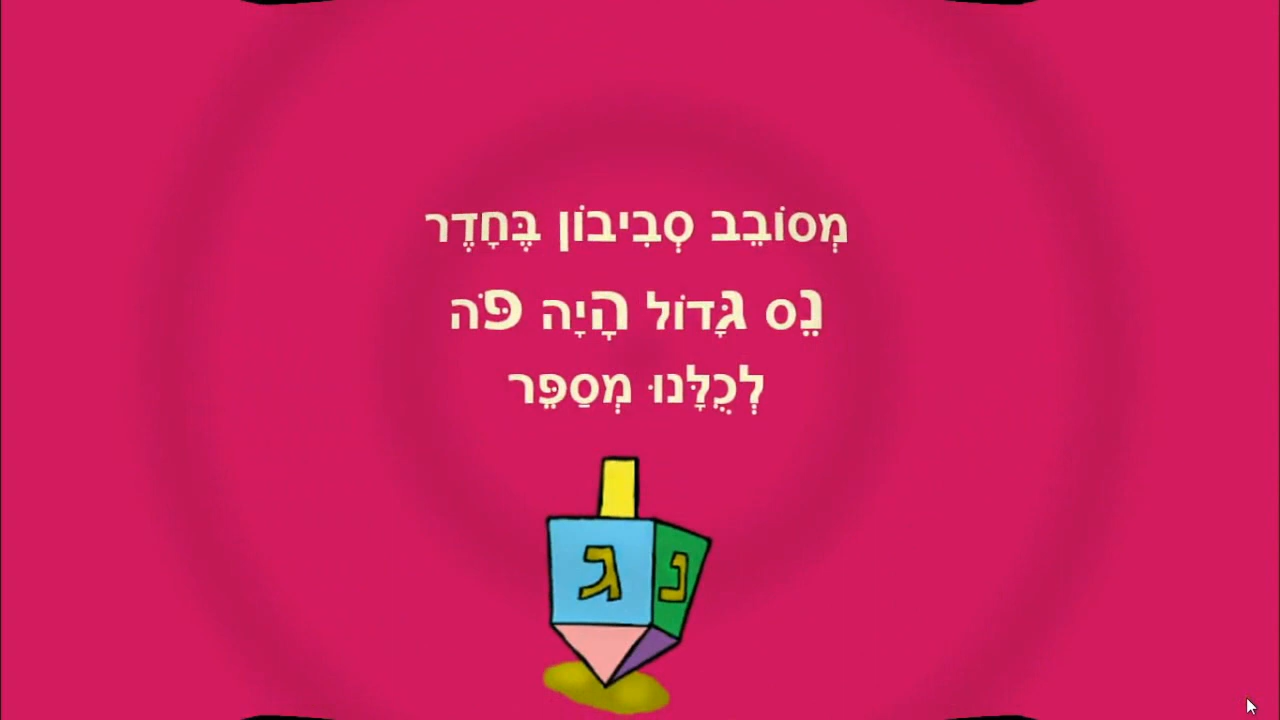 מְסוֹבֵב סְבִיבוֹן בֶּחָדֶר
נֵס גָּדוֹל הָיָה פֹּה
לְכֻלָּנוּ מְסַפֵּר
ג נ